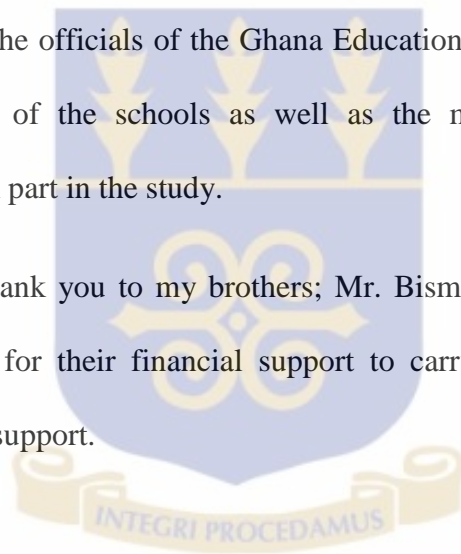 he officials of the Ghana Education
of the schools as well as the
part in the study.
ank you to my brothers; Mr. Bism
for their financial support to carr
support.
INTEGRI PROCEDAMUS